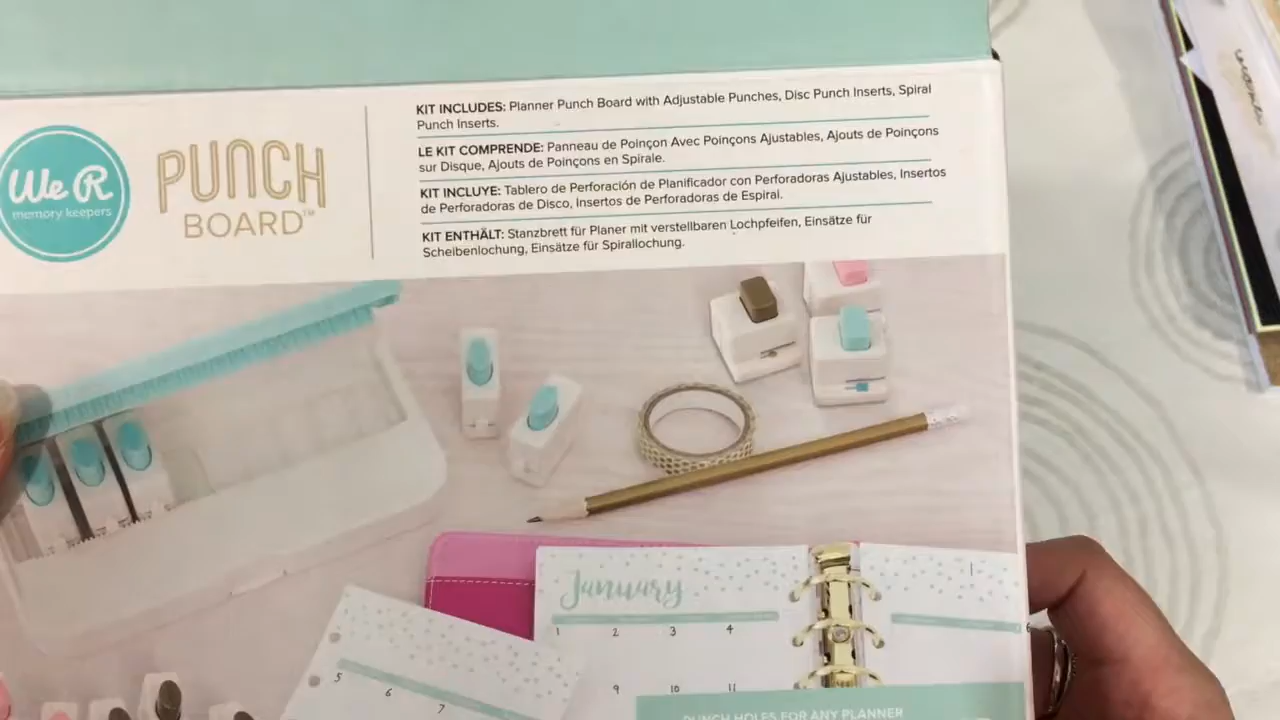 We R
memory keepers
PUNCH
BOARD™
KIT INCLUDES: Planner Punch Board with Adjustable Punches, Disc Punch Inserts, Spiral
Punch Inserts.
LE KIT COMPRENDE: Panneau de Poinçon Avec Poinçons Ajustables, Ajouts de Poinçons
sur Disque, Ajouts de Poinçons en Spirale.
KIT INCLUYE: Tablero de Perforación de Planificador con Perforadoras Ajustables, Insertos
de Perforadoras de Disco, Insertos de Perforadoras de Espiral.
KIT ENTHÄLT: Stanzbrett für Planer mit verstellbaren Lochpfeifen, Einsätze für
Scheibenlochung, Einsätze für Spirallochung.
January
1 2 3 4
5 6 7
9 10 11
PUNCH HOLES FOR ANY PLANNER